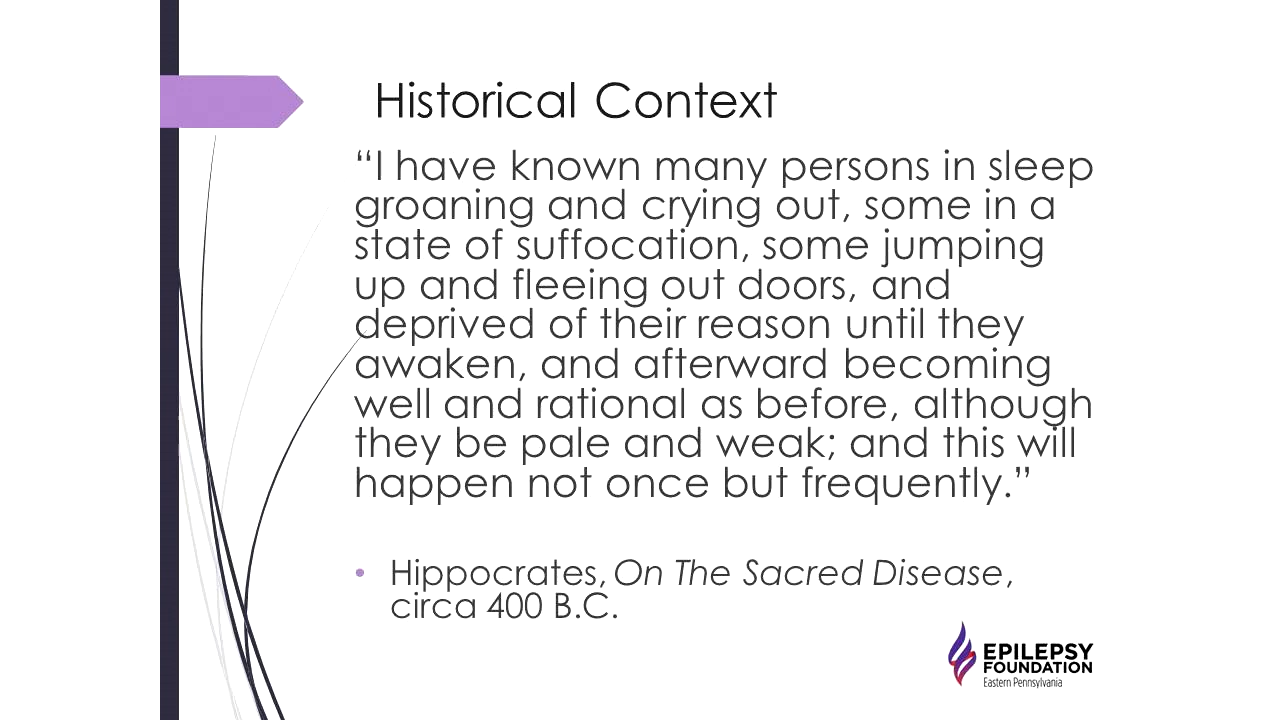 Historical Context
“I have known many persons in sleep
groaning and crying out, some in a
state of suffocation, some jumping
up and fleeing out doors, and
deprived of their reason until they
awaken, and afterward becoming
well and rational as before, although
they be pale and weak; and this will
happen not once but frequently.”
• Hippocrates, On The Sacred Disease,
circa 400 B.C.
EPILEPSY
FOUNDATION
Eastern Pennsylvania